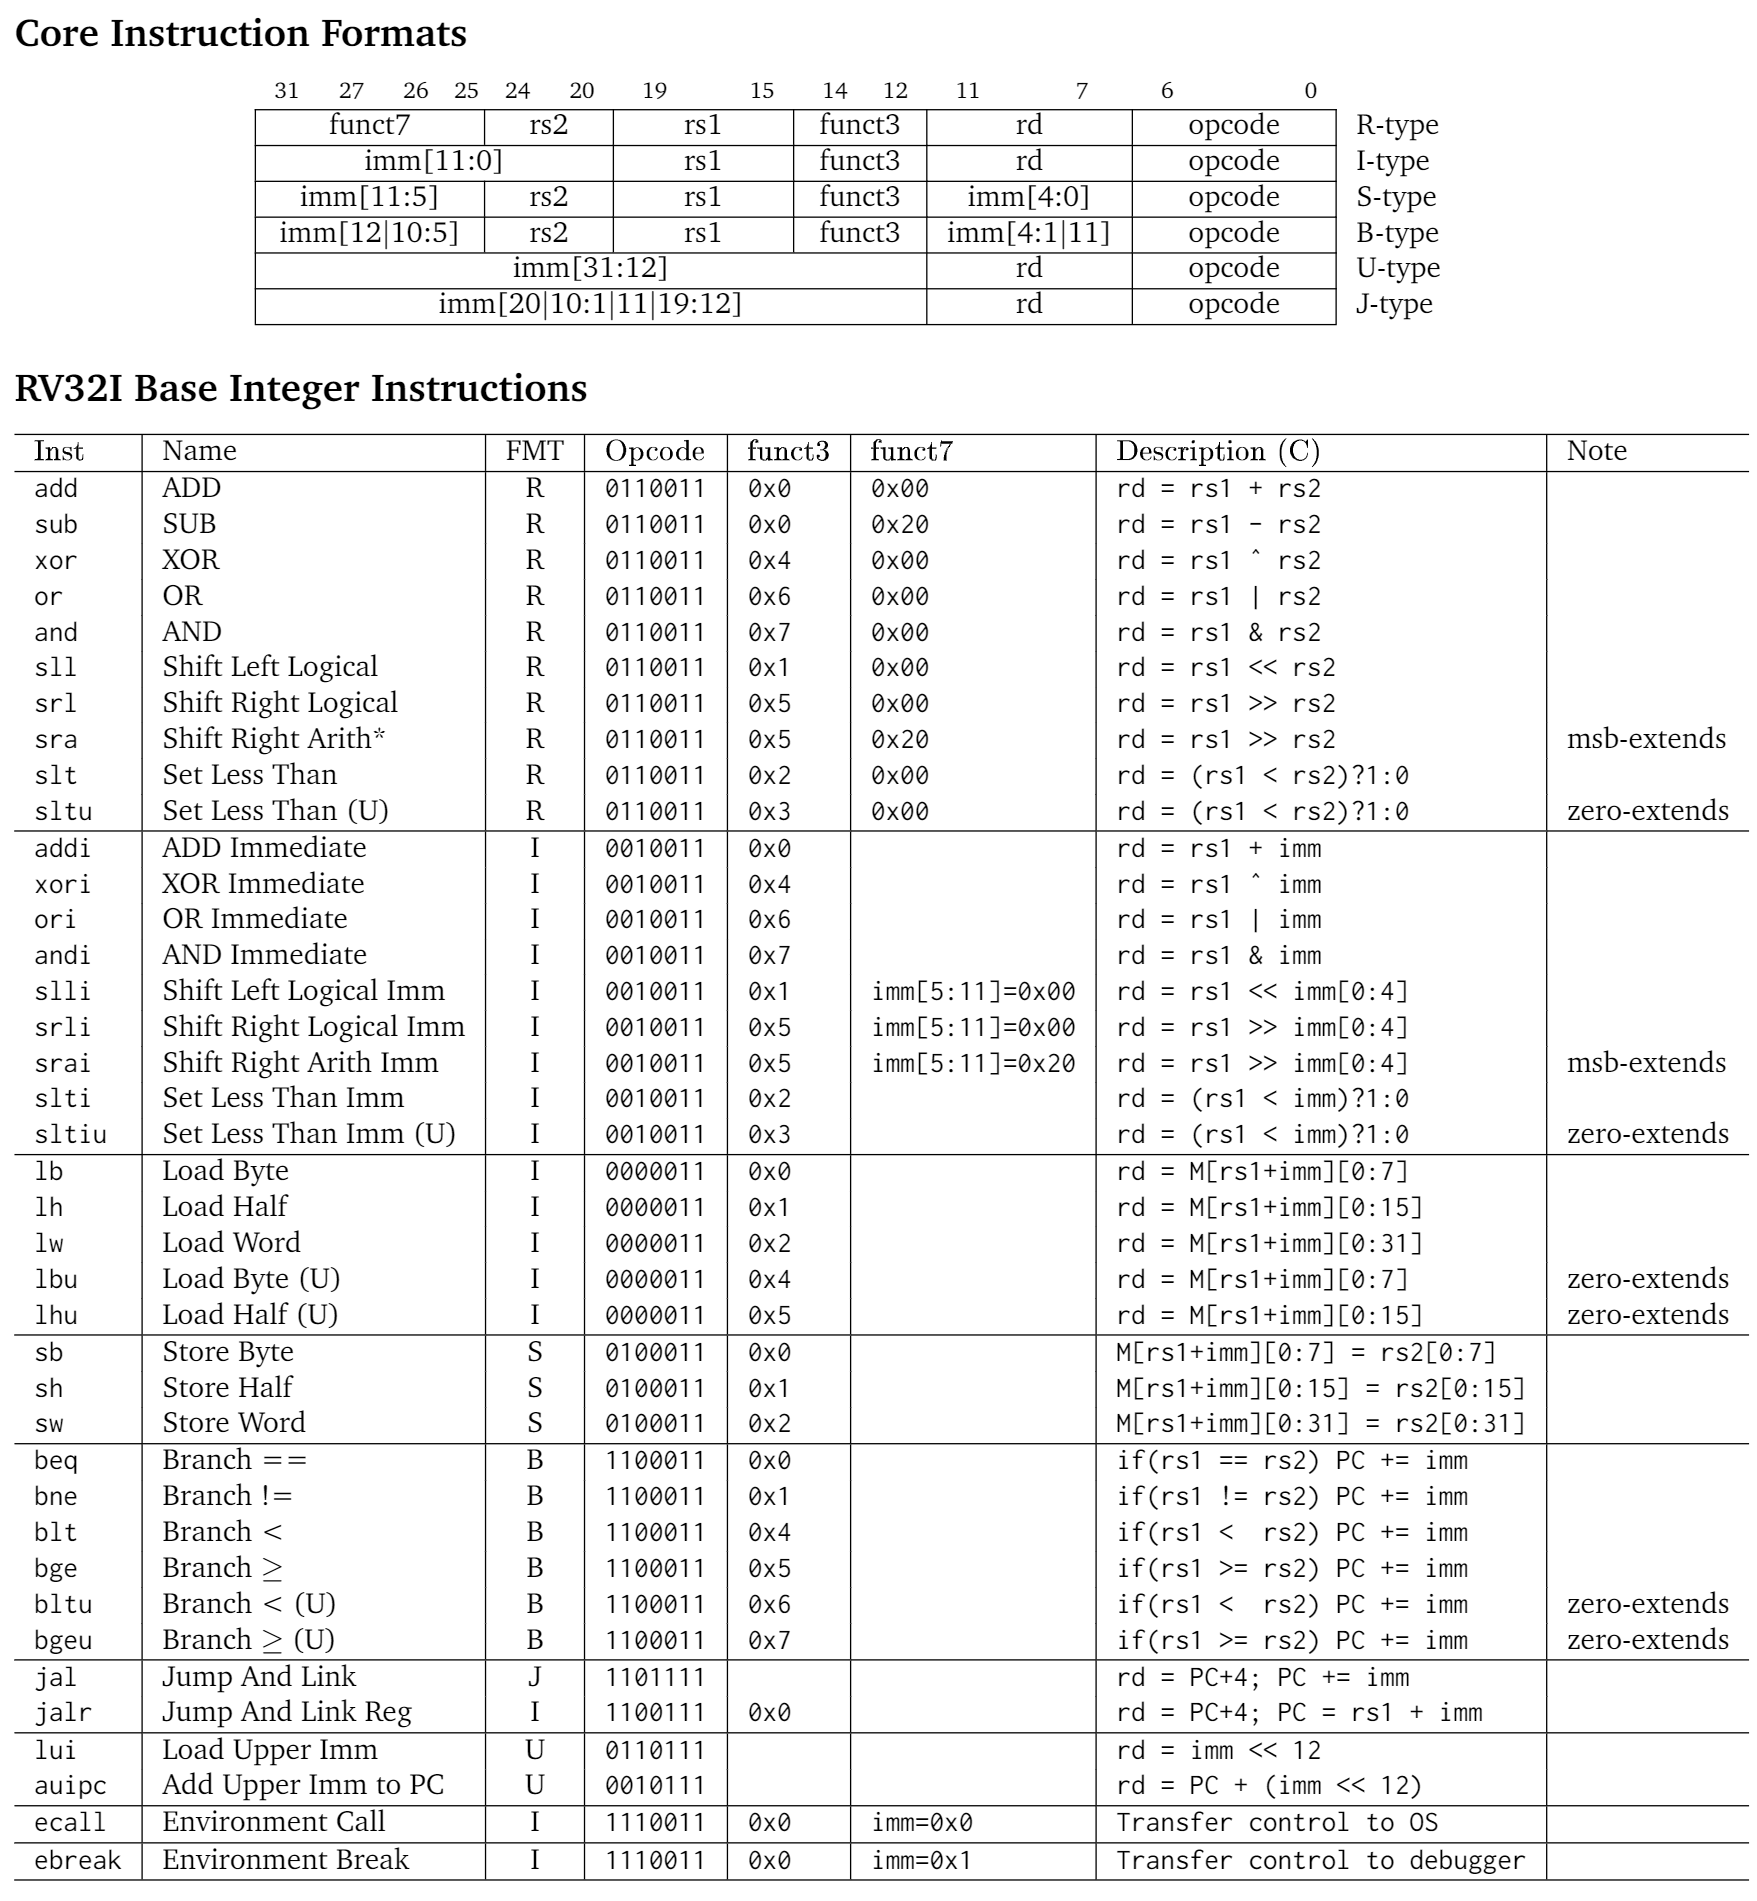 Core Instruction Formats
31 27 26 25 24 20 19 15 14 12 11 7 6 0
funct7 rs2 rs1 funct3 rd opcode R-type
imm[11:0] rs1 funct3 rd opcode I-type
imm[11:5] rs2 rs1 funct3 imm[4:0] opcode S-type
imm[12|10:5] rs2 rs1 funct3 imm[4:1|11] opcode B-type
imm[31:12] rd opcode U-type
imm[20|10:1|11|19:12] rd opcode J-type
RV32I Base Integer Instructions
Inst Name FMT Opcode funct3 funct7 Description (C) Note
add ADD R 0110011 0x0 0x00 rd = rs1 + rs2
sub SUB R 0110011 0x0 0x20 rd = rs1 - rs2
xor XOR R 0110011 0x4 0x00 rd = rs1 ^ rs2
or OR R 0110011 0x6 0x00 rd = rs1 | rs2
and AND R 0110011 0x7 0x00 rd = rs1 & rs2
sll Shift Left Logical R 0110011 0x1 0x00 rd = rs1 << rs2
srl Shift Right Logical R 0110011 0x5 0x00 rd = rs1 >> rs2
sra Shift Right Arith* R 0110011 0x5 0x20 rd = rs1 >> rs2 msb-extends
slt Set Less Than R 0110011 0x2 0x00 rd = (rs1 < rs2)?1:0
sltu Set Less Than (U) R 0110011 0x3 0x00 rd = (rs1 < rs2)?1:0 zero-extends
addi ADD Immediate I 0010011 0x0 rd = rs1 + imm
xori XOR Immediate I 0010011 0x4 rd = rs1 ^ imm
ori OR Immediate I 0010011 0x6 rd = rs1 | imm
andi AND Immediate I 0010011 0x7 rd = rs1 & imm
slli Shift Left Logical Imm I 0010011 0x1 imm[5:11]=0x00 rd = rs1 << imm[0:4]
srli Shift Right Logical Imm I 0010011 0x5 imm[5:11]=0x00 rd = rs1 >> imm[0:4]
srai Shift Right Arith Imm I 0010011 0x5 imm[5:11]=0x20 rd = rs1 >> imm[0:4] msb-extends
slti Set Less Than Imm I 0010011 0x2 rd = (rs1 < imm)?1:0
sltiu Set Less Than Imm (U) I 0010011 0x3 rd = (rs1 < imm)?1:0 zero-extends
lb Load Byte I 0000011 0x0 rd = M[rs1+imm][0:7]
lh Load Half I 0000011 0x1 rd = M[rs1+imm][0:15]
lw Load Word I 0000011 0x2 rd = M[rs1+imm][0:31]
lbu Load Byte (U) I 0000011 0x4 rd = M[rs1+imm][0:7] zero-extends
lhu Load Half (U) I 0000011 0x5 rd = M[rs1+imm][0:15] zero-extends
sb Store Byte S 0100011 0x0 M[rs1+imm][0:7] = rs2[0:7]
sh Store Half S 0100011 0x1 M[rs1+imm][0:15] = rs2[0:15]
sw Store Word S 0100011 0x2 M[rs1+imm][0:31] = rs2[0:31]
beq Branch == B 1100011 0x0 if(rs1 == rs2) PC += imm
bne Branch != B 1100011 0x1 if(rs1 != rs2) PC += imm
blt Branch < B 1100011 0x4 if(rs1 < rs2) PC += imm
bge Branch ≥ B 1100011 0x5 if(rs1 >= rs2) PC += imm
bltu Branch < (U) B 1100011 0x6 if(rs1 < rs2) PC += imm zero-extends
bgeu Branch ≥ (U) B 1100011 0x7 if(rs1 >= rs2) PC += imm zero-extends
jal Jump And Link J 1101111 rd = PC+4; PC += imm
jalr Jump And Link Reg I 1100111 0x0 rd = PC+4; PC = rs1 + imm
lui Load Upper Imm U 0110111 rd = imm << 12
auipc Add Upper Imm to PC U 0010111 rd = PC + (imm << 12)
ecall Environment Call I 1110011 0x0 imm=0x0 Transfer control to OS
ebreak Environment Break I 1110011 0x0 imm=0x1 Transfer control to debugger